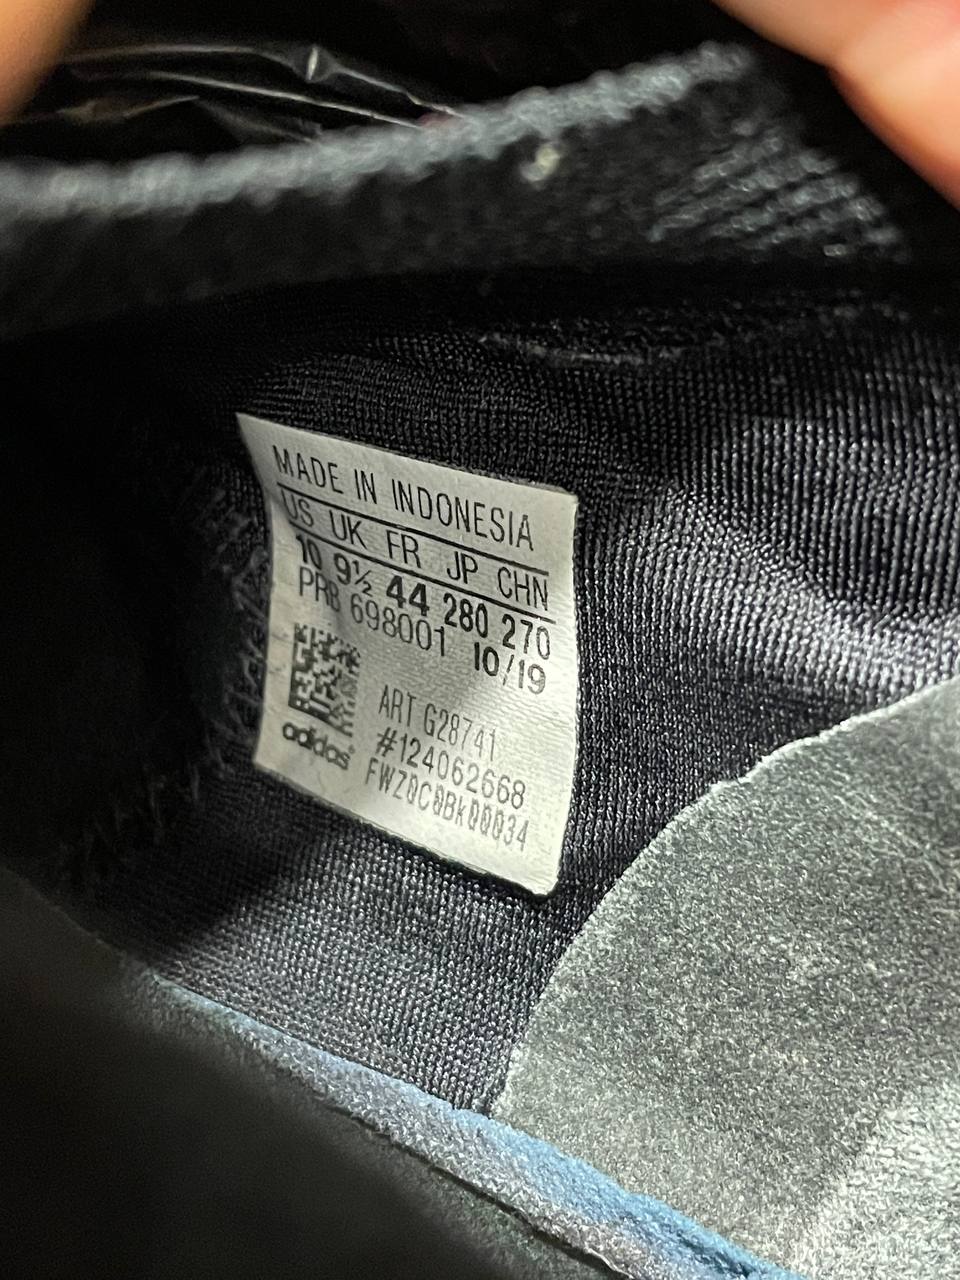 MADE IN INDONESIA
US UK FR JP CHN
10 9½ 44 280 270
PRB 698001 10/19
ART G28741
#124062668
FWZ0C0Bk00034
adidas